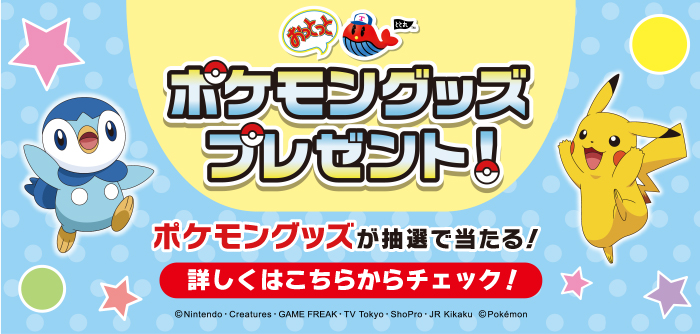 おっとっと
ポケモングッズ
プレゼント!
ポケモングッズが抽選で当たる!
詳しくはこちらからチェック!
©Nintendo・Creatures・GAME FREAK・TV Tokyo・ShoPro・JR Kikaku ©Pokémon